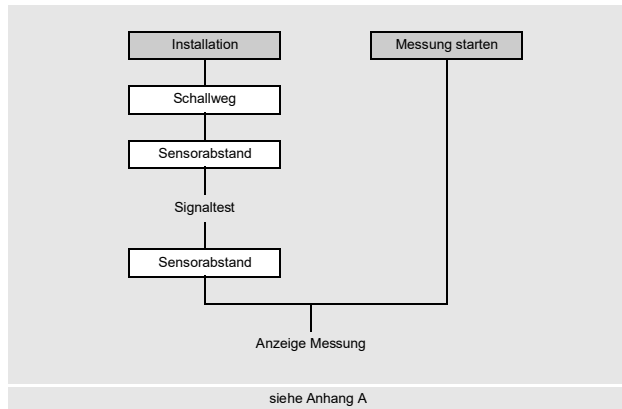 Installation
Messung starten
Schallweg
Sensorabstand
Signaltest
Sensorabstand
Anzeige Messung
siehe Anhang A